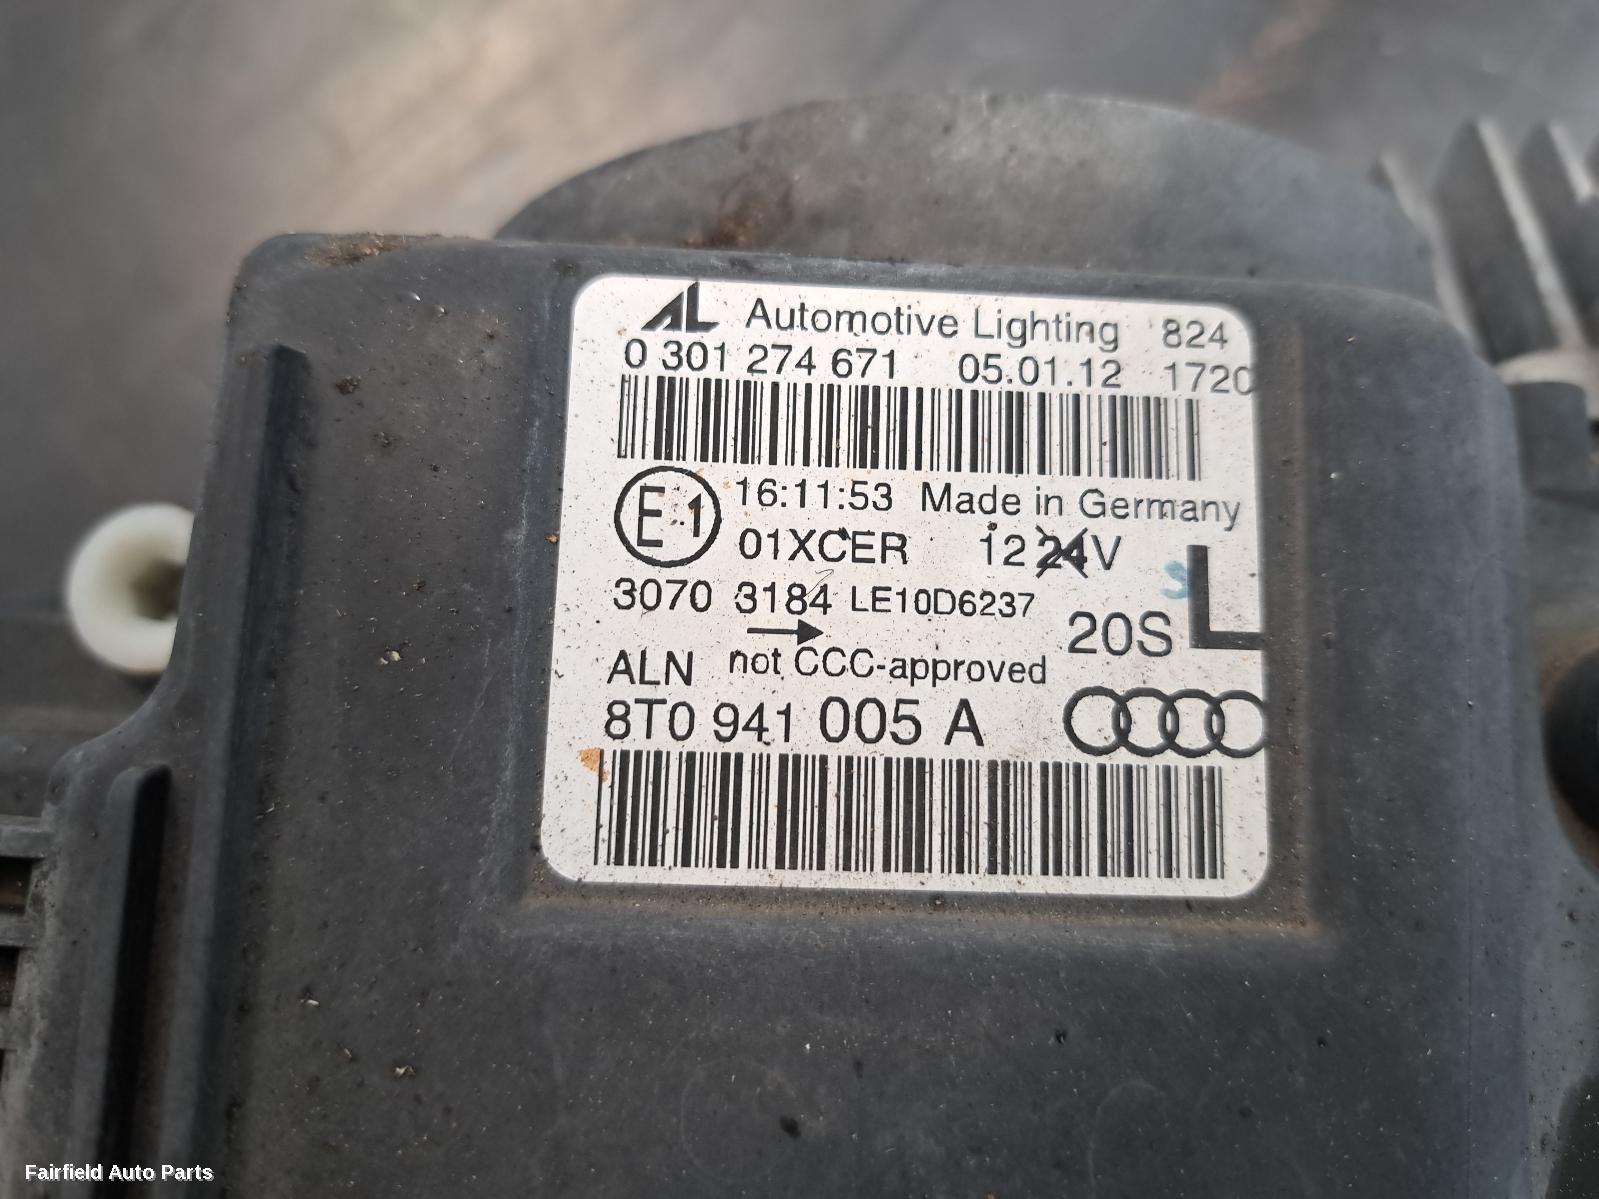 AL Automotive Lighting 824
0 301 274 671 05.01.12 1720
E1 16:11:53 Made in Germany
01XCER 12 24V
3070 3184 LE10D6237
→
20S L
ALN not CCC-approved
8T0 941 005 A
Fairfield Auto Parts